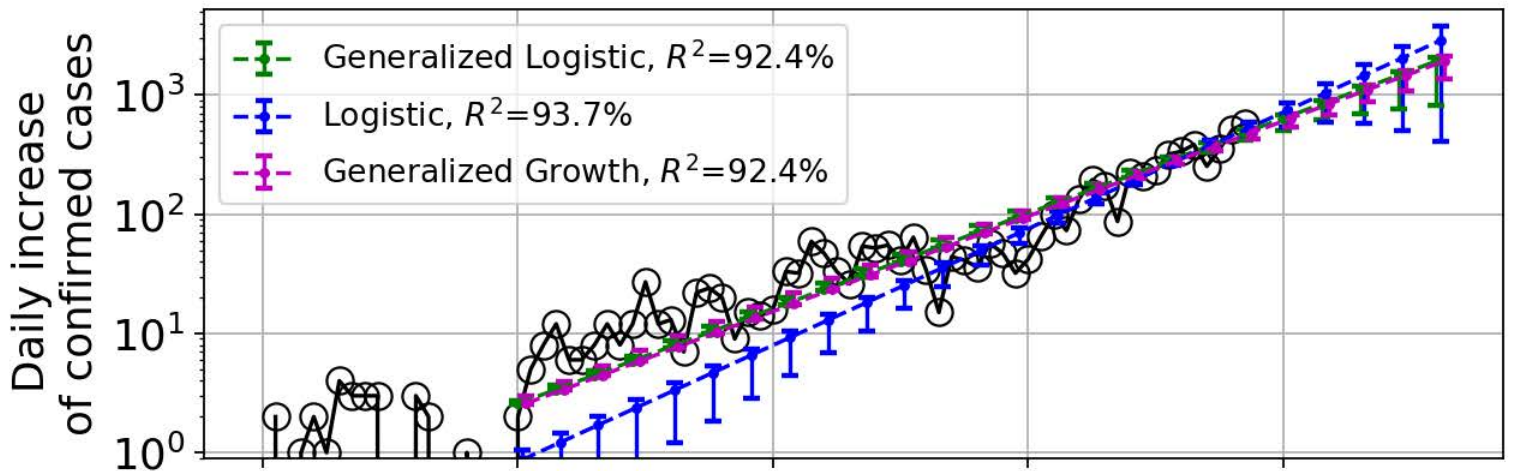 Daily increase
of confirmed cases
10³
10²
10¹
10⁰
Generalized Logistic, R²=92.4%
Logistic, R²=93.7%
Generalized Growth, R²=92.4%